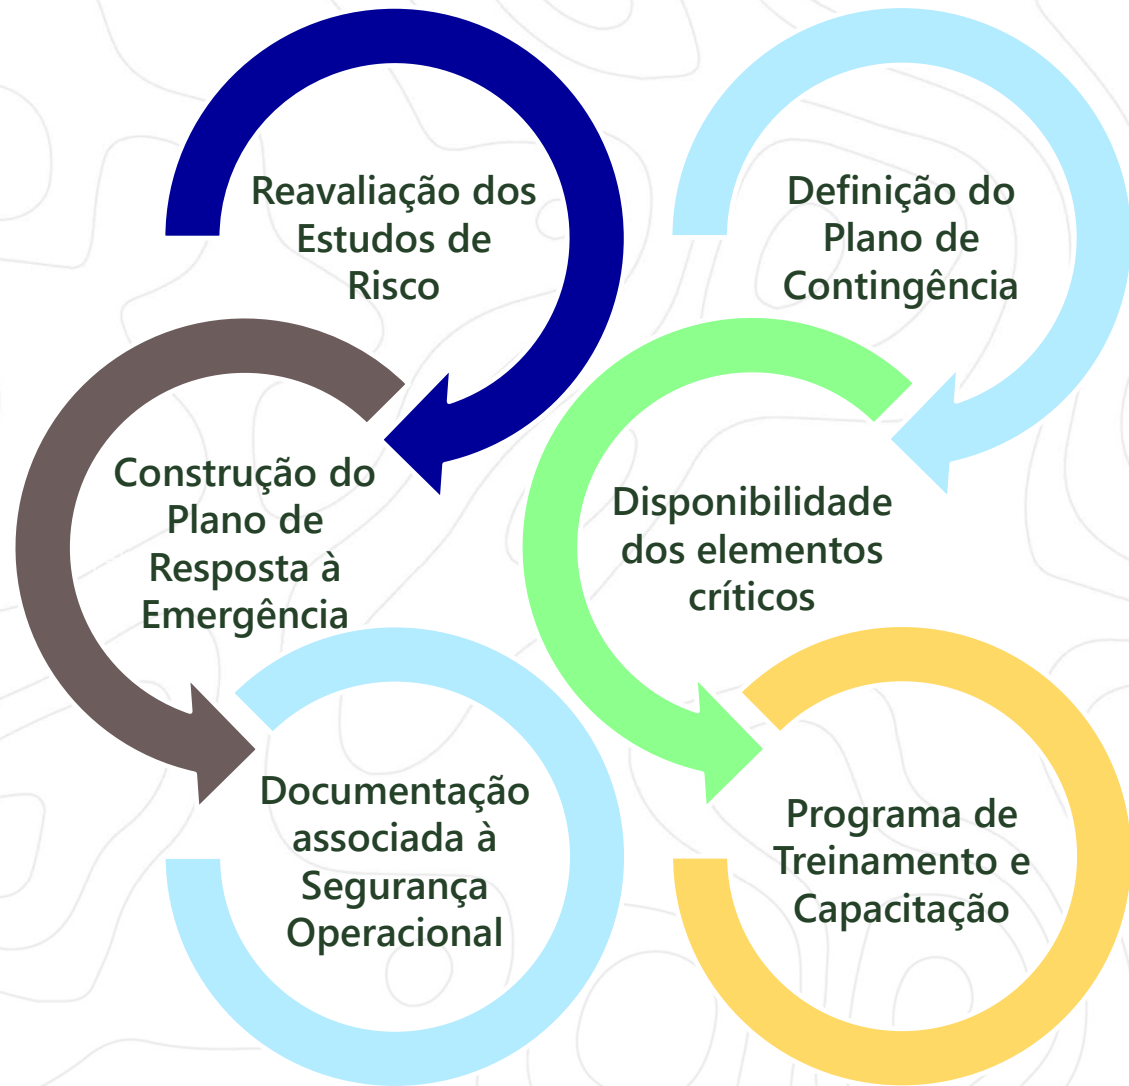 Reavaliação dos
Estudos de
Risco
Construção do
Plano de
Resposta à
Emergência
Documentação
associada à
Segurança
Operacional
Definição do
Plano de
Contingência
Disponibilidade
dos elementos
críticos
Programa de
Treinamento e
Capacitação